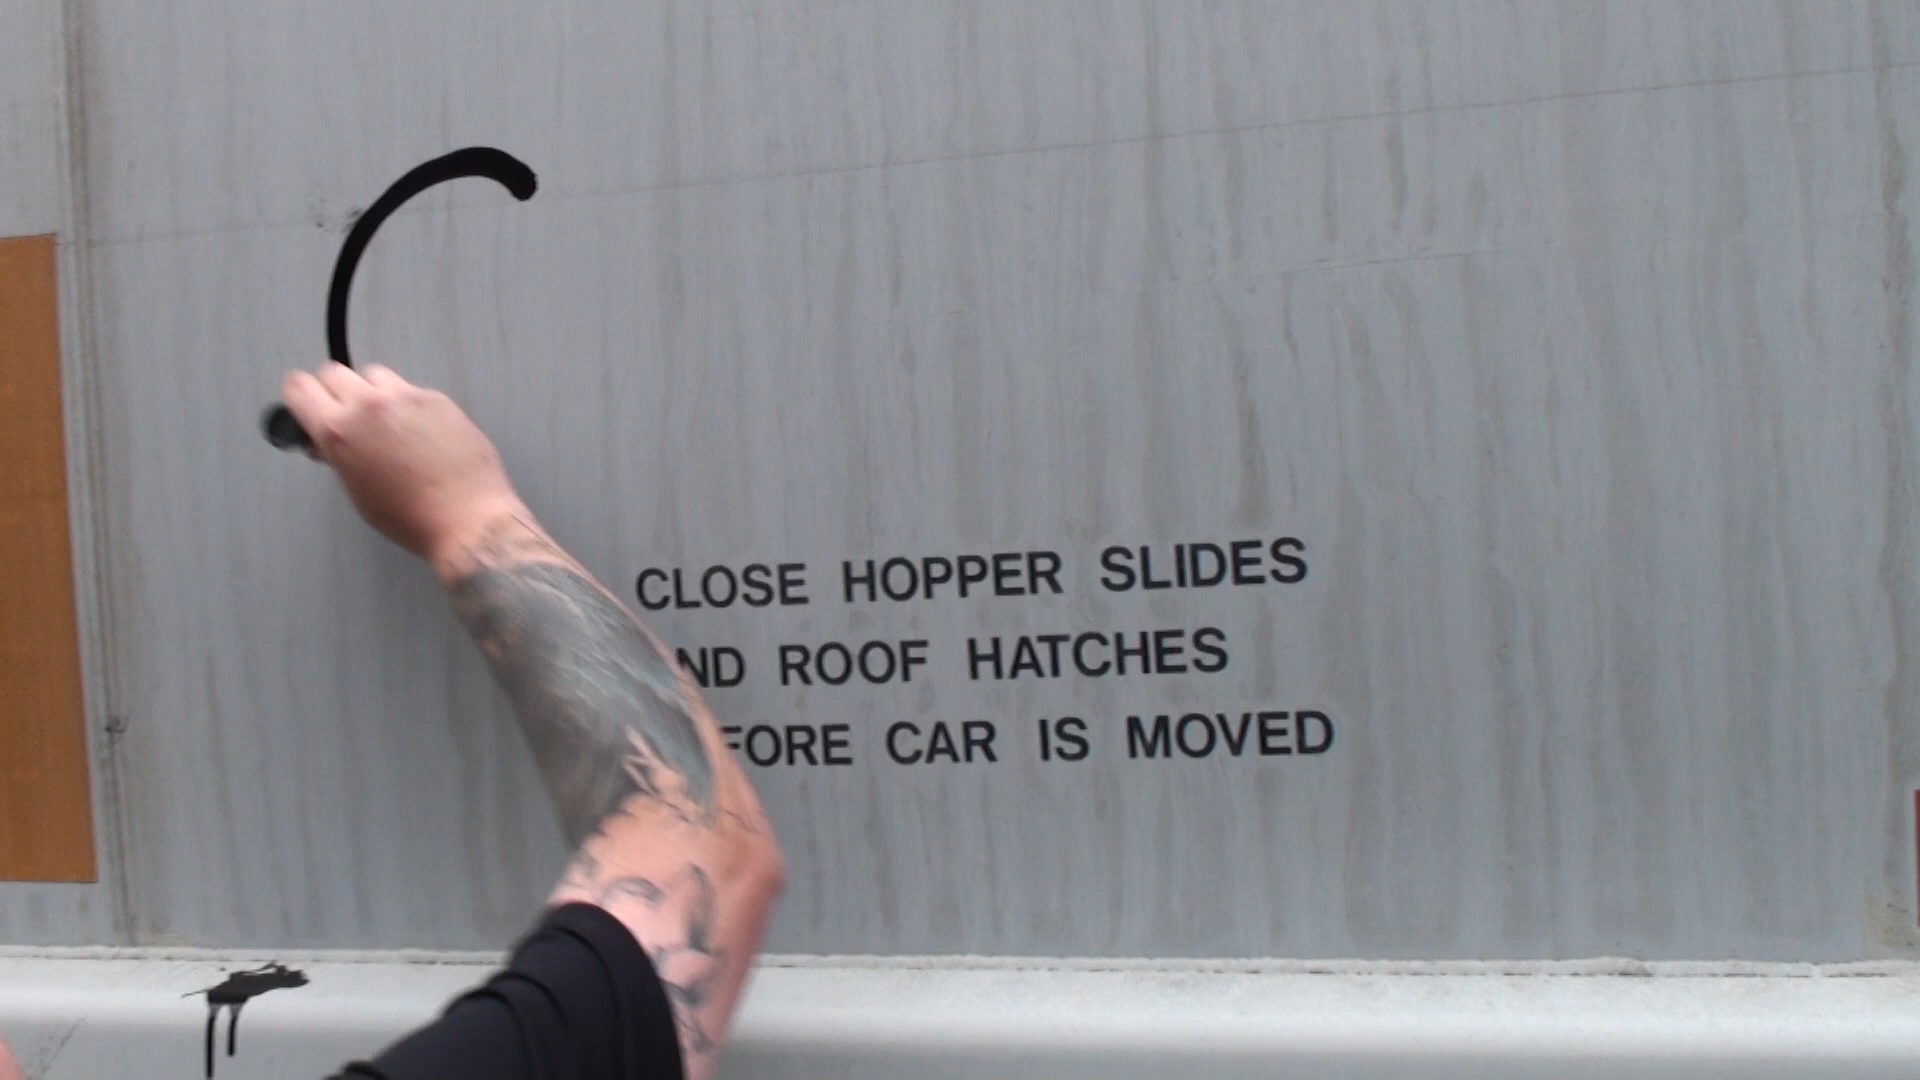 CLOSE HOPPER SLIDES
ND ROOF HATCHES
FORE CAR IS MOVED